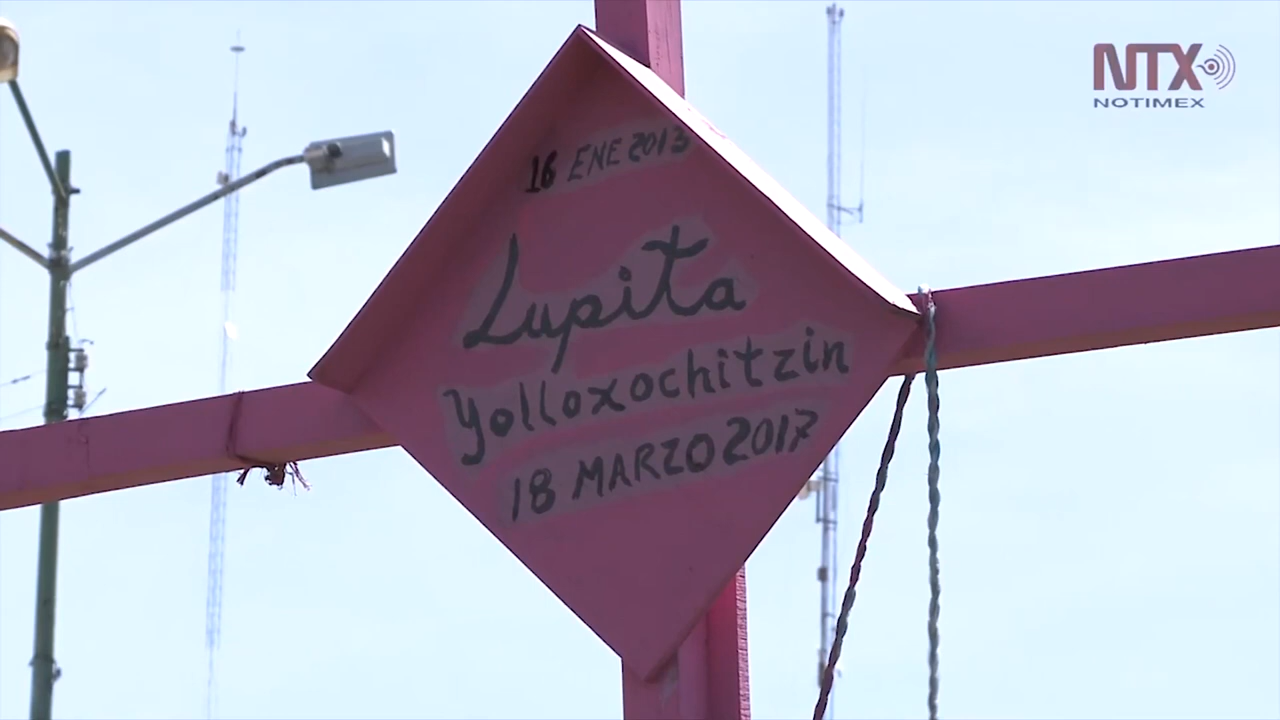 NTX
NOTIMEX
16 ENE 2013
Lupita
Yolloxochitzin
18 MARZO 2017